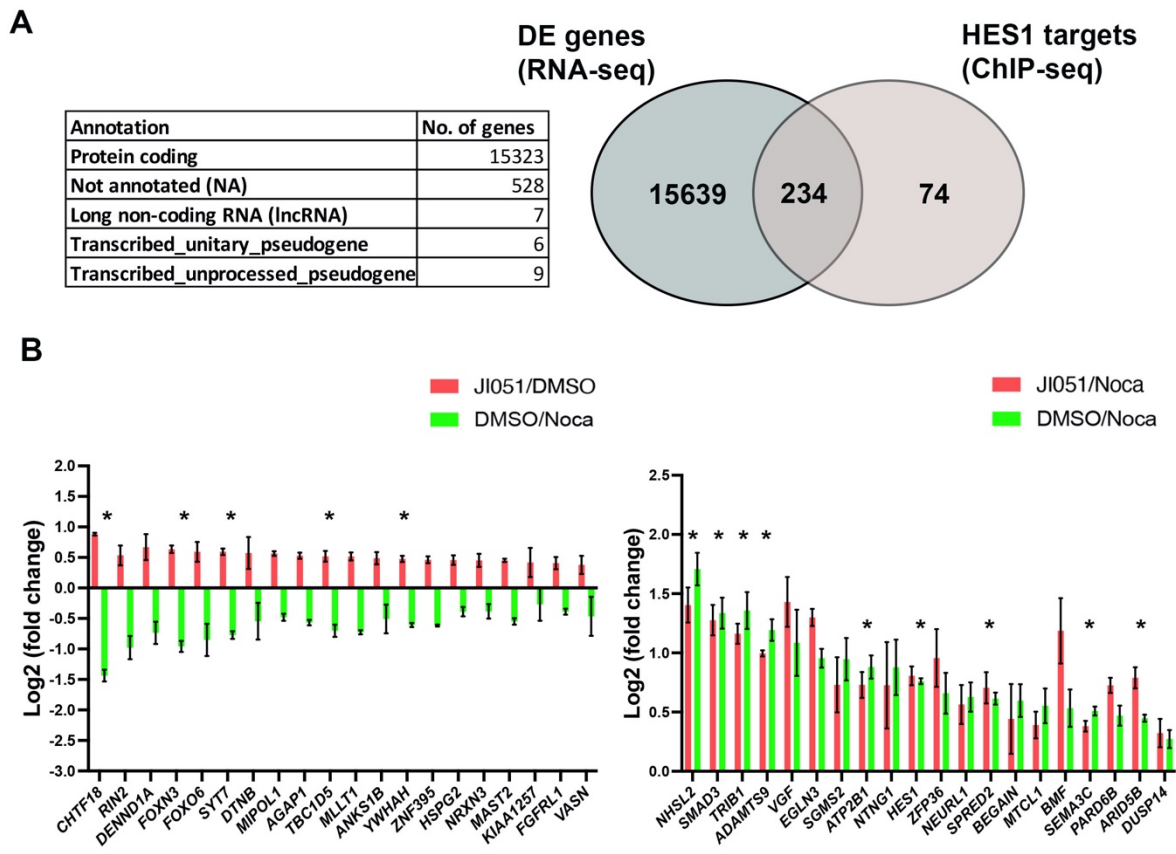 A
DE genes
(RNA-seq)
HES1 targets
(ChIP-seq)
Annotation No. of genes
Protein coding 15323
Not annotated (NA) 528
Long non-coding RNA (lncRNA) 7
Transcribed_unitary_pseudogene 6
Transcribed_unprocessed_pseudogene 9
15639 234 74
B
JI051/DMSO
DMSO/Noca
Log2 (fold change)
2.0
1.5
1.0
0.5
0.0
-0.5
-1.0
-1.5
-2.0
-2.5
-3.0
* * * * *
CHTF18
RIN2
DENND1A
FOXN3
FOXO6
SYT7
DTNB
MIPOL1
AGAP1
TBC1D5
MLLT1
ANKS1B
YWHAH
ZNF395
HSPG2
NRXN3
MAST2
KIAA1257
FGFRL1
VASN
JI051/Noca
DMSO/Noca
Log2 (fold change)
2.5
2.0
1.5
1.0
0.5
0.0
* * * * * * * * *
NHSL2
SMAD3
TRIB1
ADAMTS9
VGF
EGLN3
SGMS2
ATP2B1
NTNG1
HES1
ZFP36
NEURL1
SPRED2
BEGAIN
MTCL1
BMF
SEMA3C
PARD6B
ARID5B
DUSP14